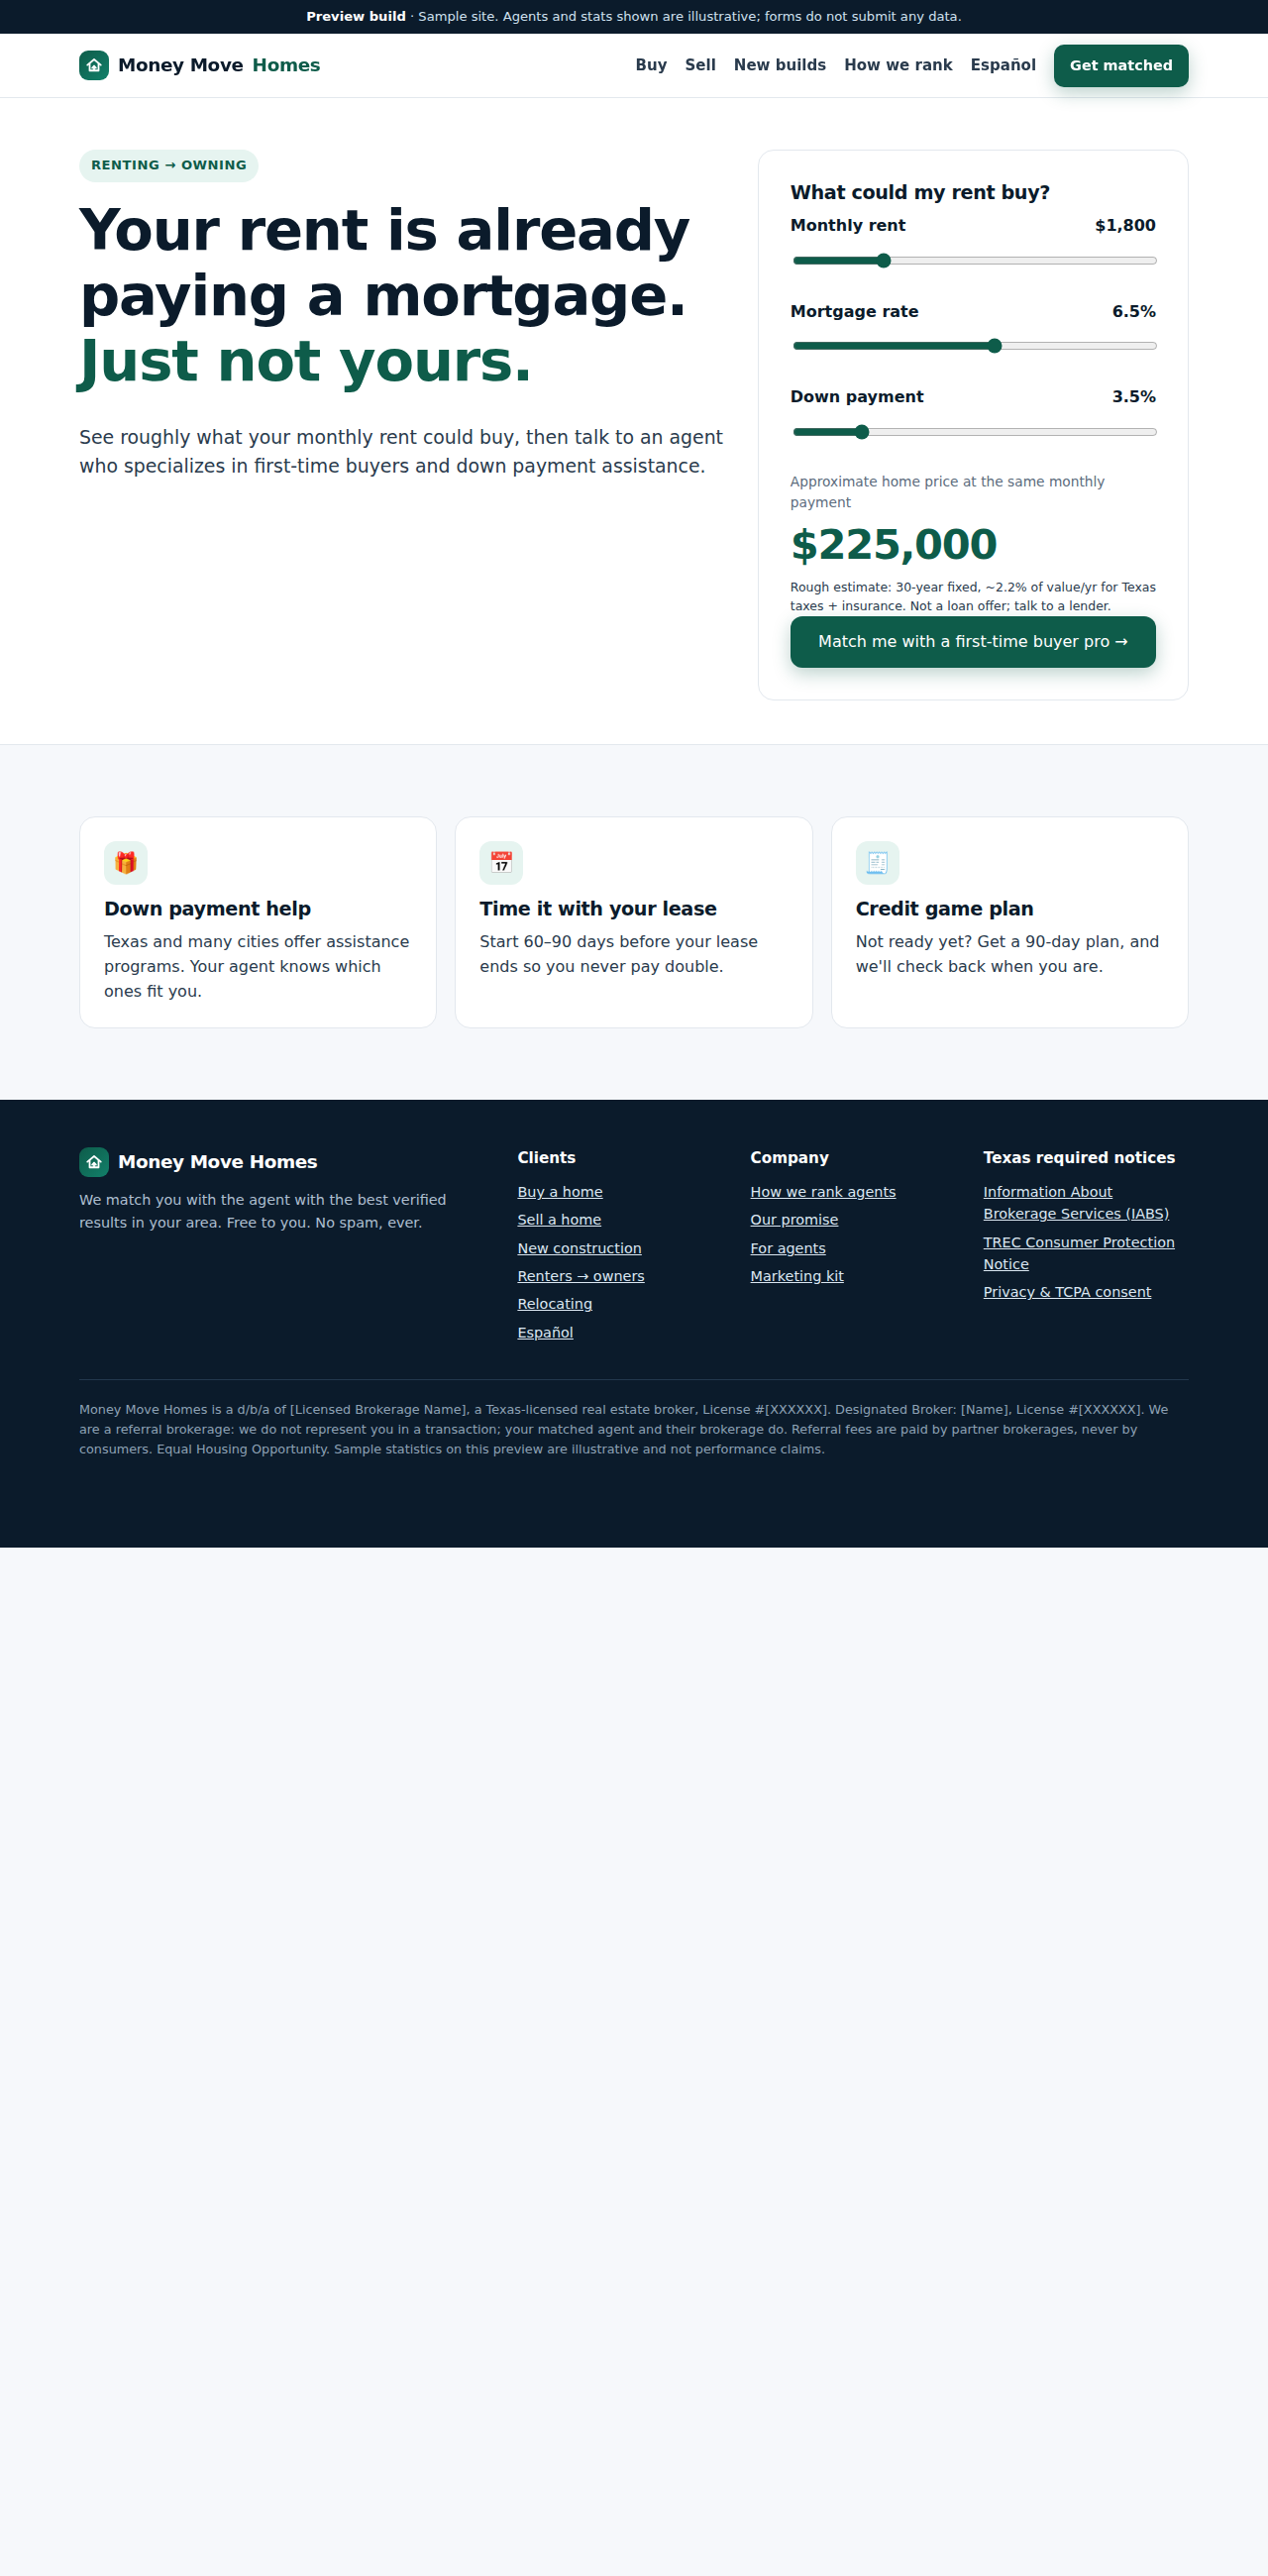 Preview build · Sample site. Agents and stats shown are illustrative; forms do not submit any data.
Money Move Homes
Buy
Sell
New builds
How we rank
Español
Get matched
RENTING → OWNING
Your rent is already
paying a mortgage.
Just not yours.
See roughly what your monthly rent could buy, then talk to an agent
who specializes in first-time buyers and down payment assistance.
What could my rent buy?
Monthly rent $1,800
Mortgage rate 6.5%
Down payment 3.5%
Approximate home price at the same monthly
payment
$225,000
Rough estimate: 30-year fixed, ~2.2% of value/yr for Texas
taxes + insurance. Not a loan offer; talk to a lender.
Match me with a first-time buyer pro →
Down payment help
Texas and many cities offer assistance
programs. Your agent knows which
ones fit you.
Time it with your lease
Start 60–90 days before your lease
ends so you never pay double.
Credit game plan
Not ready yet? Get a 90-day plan, and
we'll check back when you are.
Money Move Homes
We match you with the agent with the best verified
results in your area. Free to you. No spam, ever.
Clients
Buy a home
Sell a home
New construction
Renters → owners
Relocating
Español
Company
How we rank agents
Our promise
For agents
Marketing kit
Texas required notices
Information About
Brokerage Services (IABS)
TREC Consumer Protection
Notice
Privacy & TCPA consent
Money Move Homes is a d/b/a of [Licensed Brokerage Name], a Texas-licensed real estate broker, License #[XXXXXX]. Designated Broker: [Name], License #[XXXXXX]. We
are a referral brokerage: we do not represent you in a transaction; your matched agent and their brokerage do. Referral fees are paid by partner brokerages, never by
consumers. Equal Housing Opportunity. Sample statistics on this preview are illustrative and not performance claims.